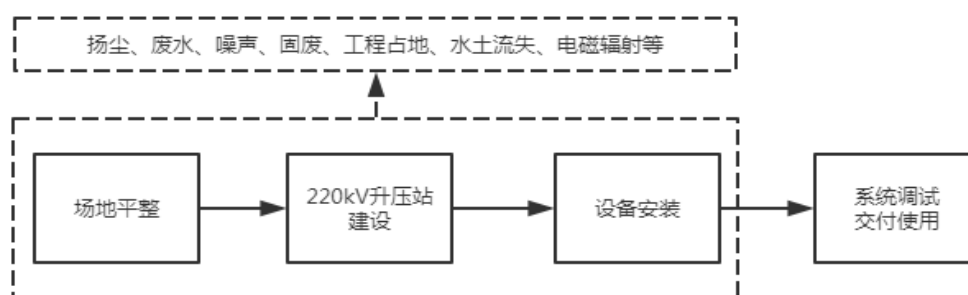 扬尘、废水、噪声、固废、工程占地、水土流失、电磁辐射等
场地平整
220kV升压站
建设
设备安装
系统调试
交付使用